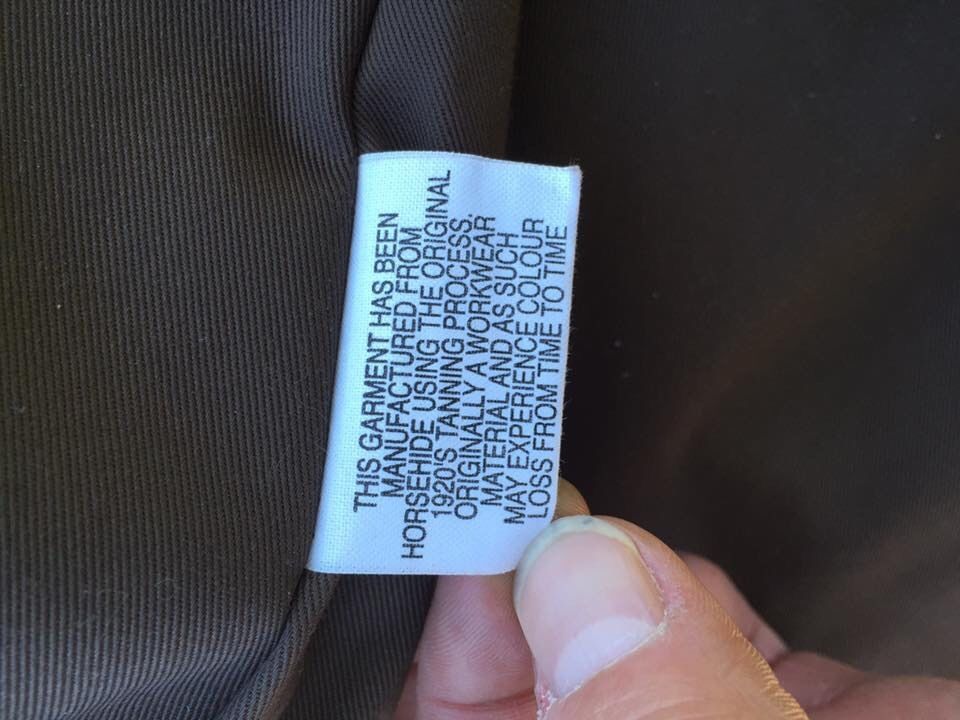 THIS GARMENT HAS BEEN
MANUFACTURED FROM
HORSEHIDE USING THE ORIGINAL
1920'S TANNING PROCESS.
ORIGINALLY A WORKWEAR
MATERIAL AND AS SUCH
MAY EXPERIENCE COLOUR
LOSS FROM TIME TO TIME